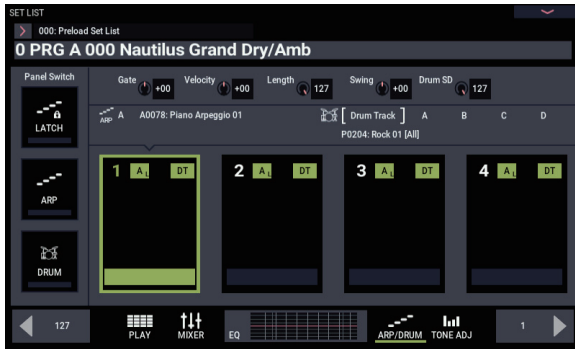 SET LIST
000: Preload Set List
0 PRG A 000 Nautilus Grand Dry/Amb
Panel Switch
Gate +00 Velocity +00 Length 127 Swing +00 Drum SD 127
LATCH
ARP A A0078: Piano Arpeggio 01 [ Drum Track ] A B C D
P0204: Rock 01 [All]
1 A L DT 2 A L DT 3 A L DT 4 A L DT
ARP
DRUM
127 PLAY MIXER EQ ARP/DRUM TONE ADJ 1